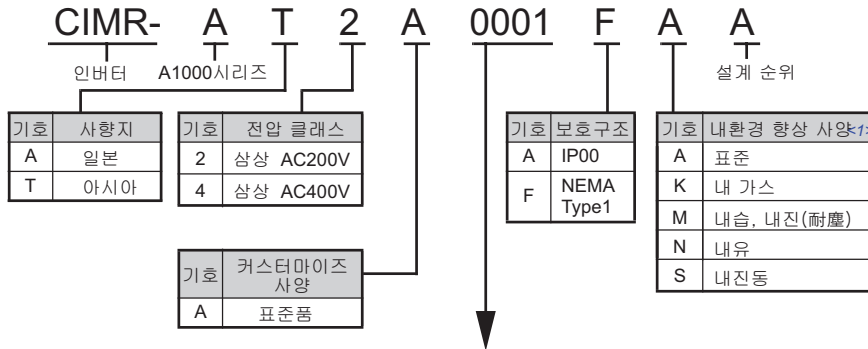 CIMR- A T 2 A 0001 F A A
인버터 A1000시리즈 설계 순위
기호 사향지
A 일본
T 아시아
기호 전압 클래스
2 삼상 AC200V
4 삼상 AC400V
기호 커스터마이즈 사양
A 표준품
기호 보호구조
A IP00
F NEMA Type1
기호 내환경 향상 사양<1>
A 표준
K 내 가스
M 내습, 내진(耐塵)
N 내유
S 내진동